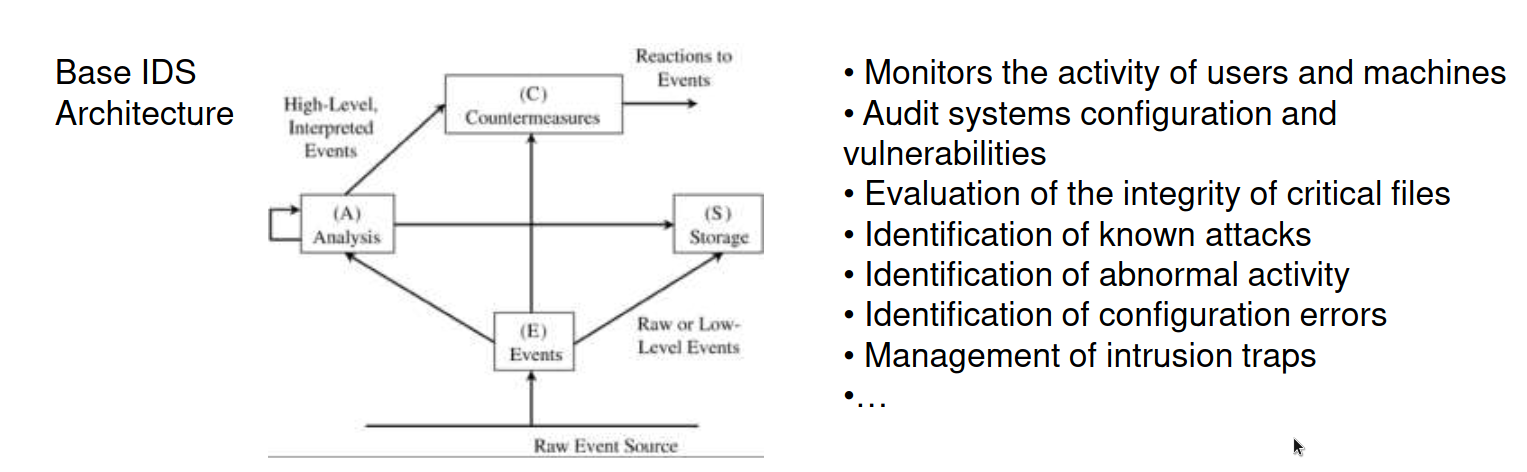 Base IDS
Architecture
Reactions to
Events
(C)
Countermeasures
High-Level,
Interpreted
Events
(A)
Analysis
(S)
Storage
(E)
Events
Raw or Low-
Level Events
Raw Event Source
• Monitors the activity of users and machines
• Audit systems configuration and
vulnerabilities
• Evaluation of the integrity of critical files
• Identification of known attacks
• Identification of abnormal activity
• Identification of configuration errors
• Management of intrusion traps
•…